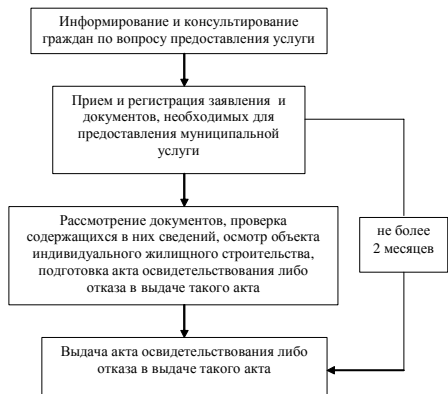 Информирование и консультирование
граждан по вопросу предоставления услуги
Прием и регистрация заявления и
документов, необходимых для
предоставления муниципальной
услуги
Рассмотрение документов, проверка
содержащихся в них сведений, осмотр объекта
индивидуального жилищного строительства,
подготовка акта освидетельствования либо
отказа в выдаче такого акта
не более
2 месяцев
Выдача акта освидетельствования либо
отказа в выдаче такого акта